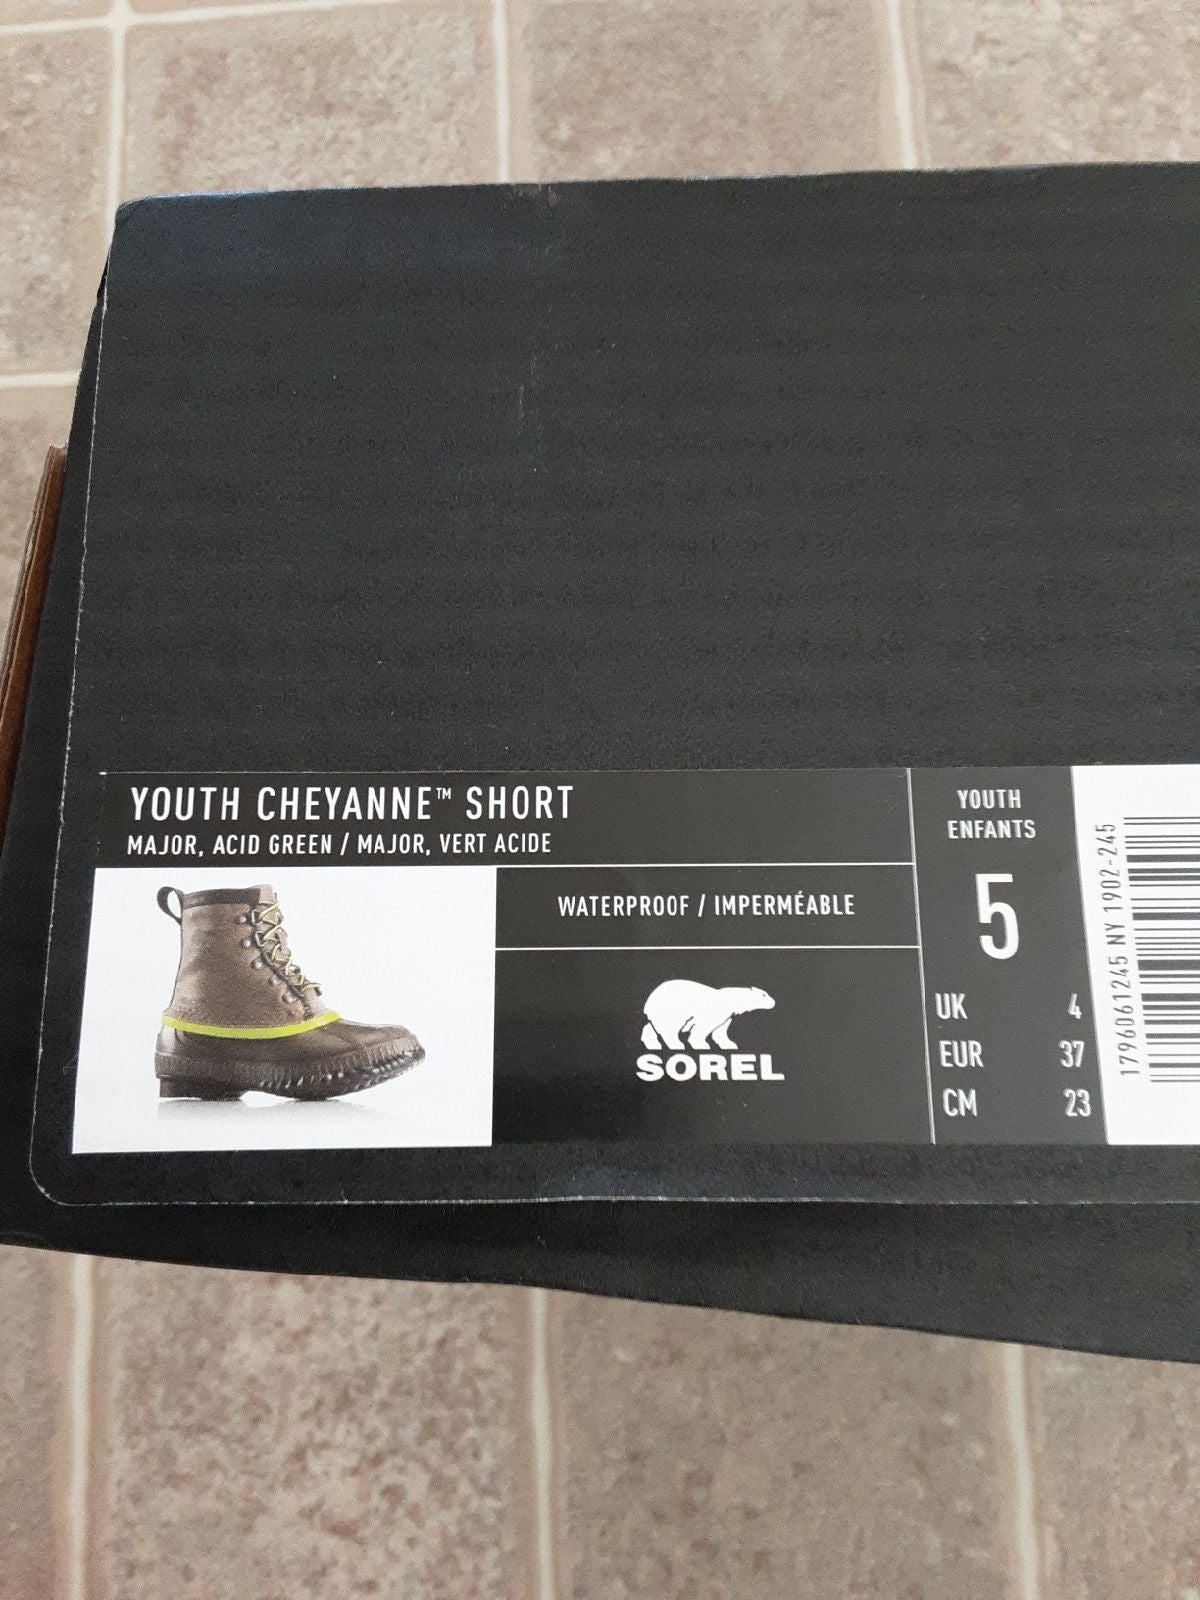 YOUTH CHEYANNE™ SHORT
MAJOR, ACID GREEN / MAJOR, VERT ACIDE
WATERPROOF / IMPERMÉABLE
SOREL
YOUTH
ENFANTS
5
UK 4
EUR 37
CM 23
1796061245 NY 1902-245